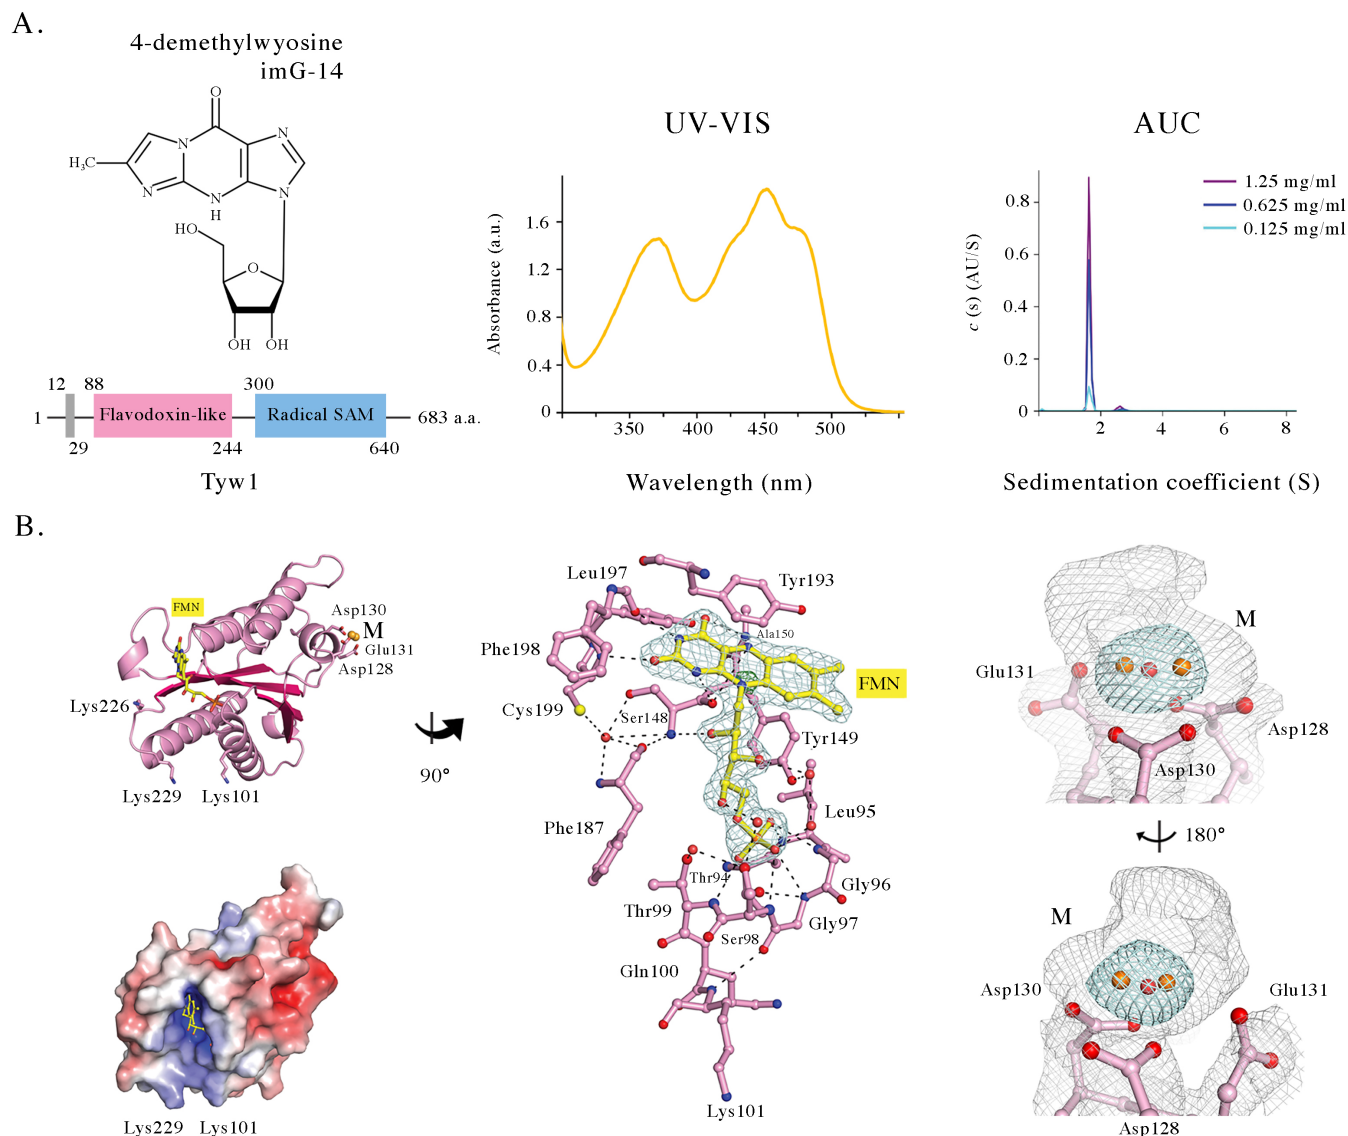 A.
4-demethylwyosine
imG-14
O
N
N
H₃C
N
N
H
N
HO
O
OH OH
12 88 300
1 Flavodoxin-like Radical SAM 683 a.a.
29 244 640
Tyw1
UV-VIS
Absorbance (a.u.)
1.6
1.2
0.8
0.4
0
350 400 450 500
Wavelength (nm)
AUC
1.25 mg/ml
0.625 mg/ml
0.125 mg/ml
c (s) (AU/S)
0.8
0.6
0.4
0.2
0
2 4 6 8
Sedimentation coefficient (S)
B.
FMN
Asp130
M
Glu131
Asp128
Lys226
Lys229 Lys101
90°
Lys229 Lys101
Leu197
Tyr193
Ala150
Phe198
FMN
Cys199
Ser148
Tyr149
Leu95
Phe187
Thr94
Gly96
Thr99
Gly97
Ser98
Gln100
Lys101
M
Glu131
Asp128
Asp130
180°
M
Asp130
Glu131
Asp128